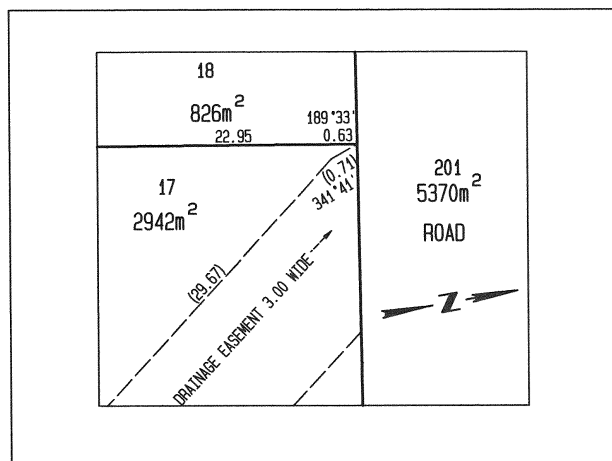 18
826m²
189°33'
22.95
0.63
17
2942m²
(0.71)
341°41'
201
5370m²
ROAD
(29.67)
DRAINAGE EASEMENT 3.00 WIDE
N